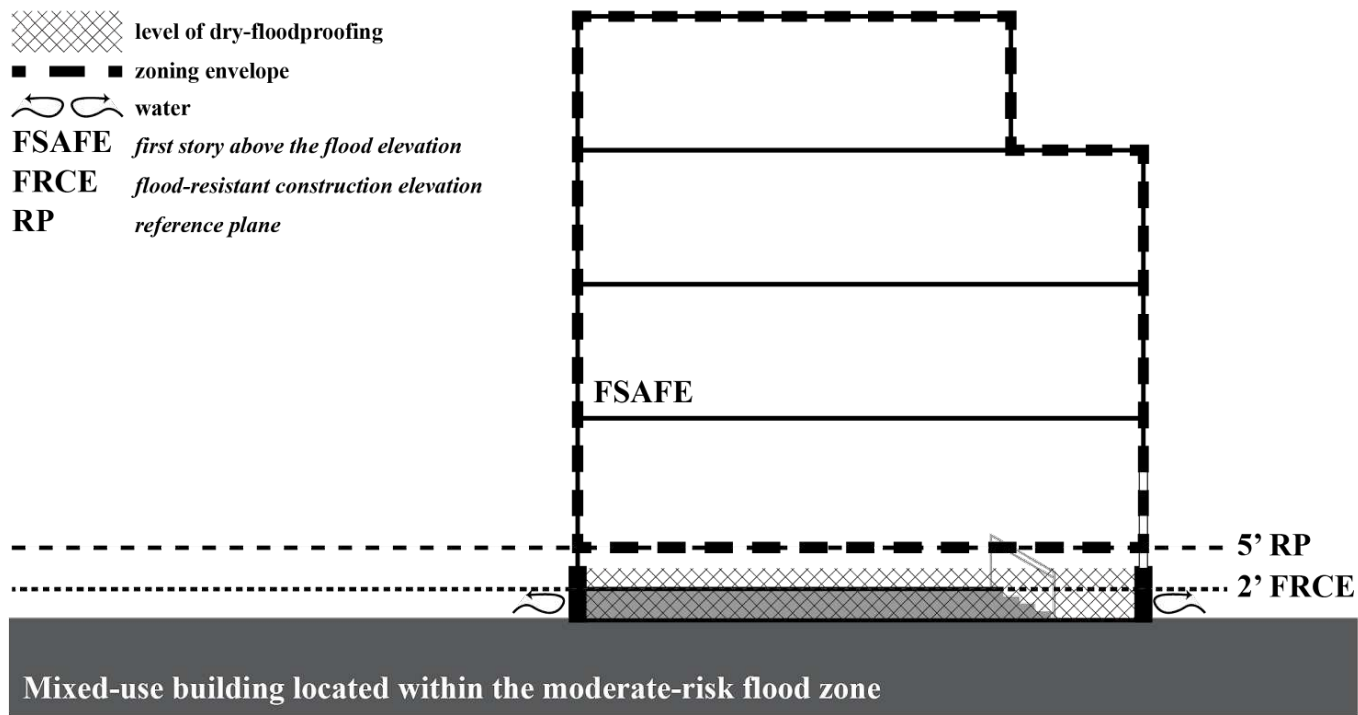 level of dry-floodproofing
zoning envelope
water
FSAFE first story above the flood elevation
FRCE flood-resistant construction elevation
RP reference plane
FSAFE
5’ RP
2’ FRCE
Mixed-use building located within the moderate-risk flood zone